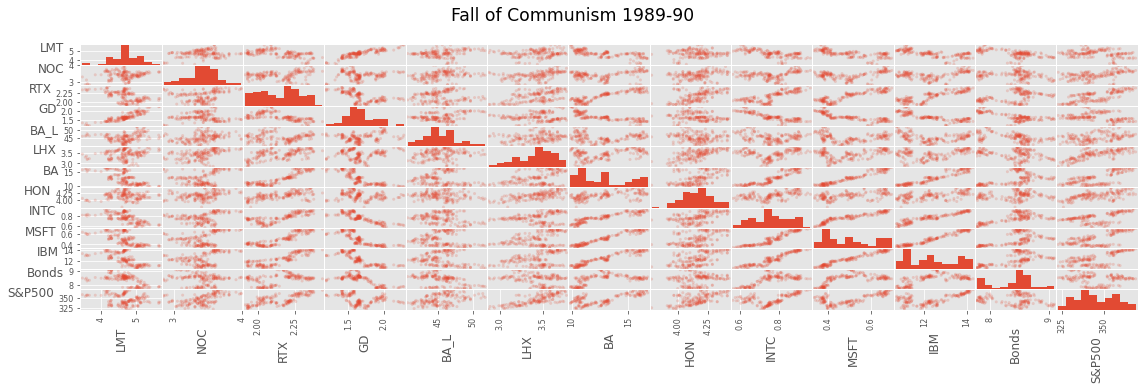 Fall of Communism 1989-90
LMT
5
4
NOC
4
3
RTX
2.25
2.00
GD
2.0
1.5
BA_L
50
45
LHX
3.5
3.0
BA
15
10
HON
4.25
4.00
INTC
0.8
0.6
MSFT
0.6
0.4
IBM
14
12
Bonds
9
8
S&P500
350
325
4 5 3 4 2.00 2.25 1.5 2.0 45 50 3.0 3.5 10 15 4.00 4.25 0.6 0.8 0.4 0.6 12 14 8 9 325 350
LMT NOC RTX GD BA_L LHX BA HON INTC MSFT IBM Bonds S&P500